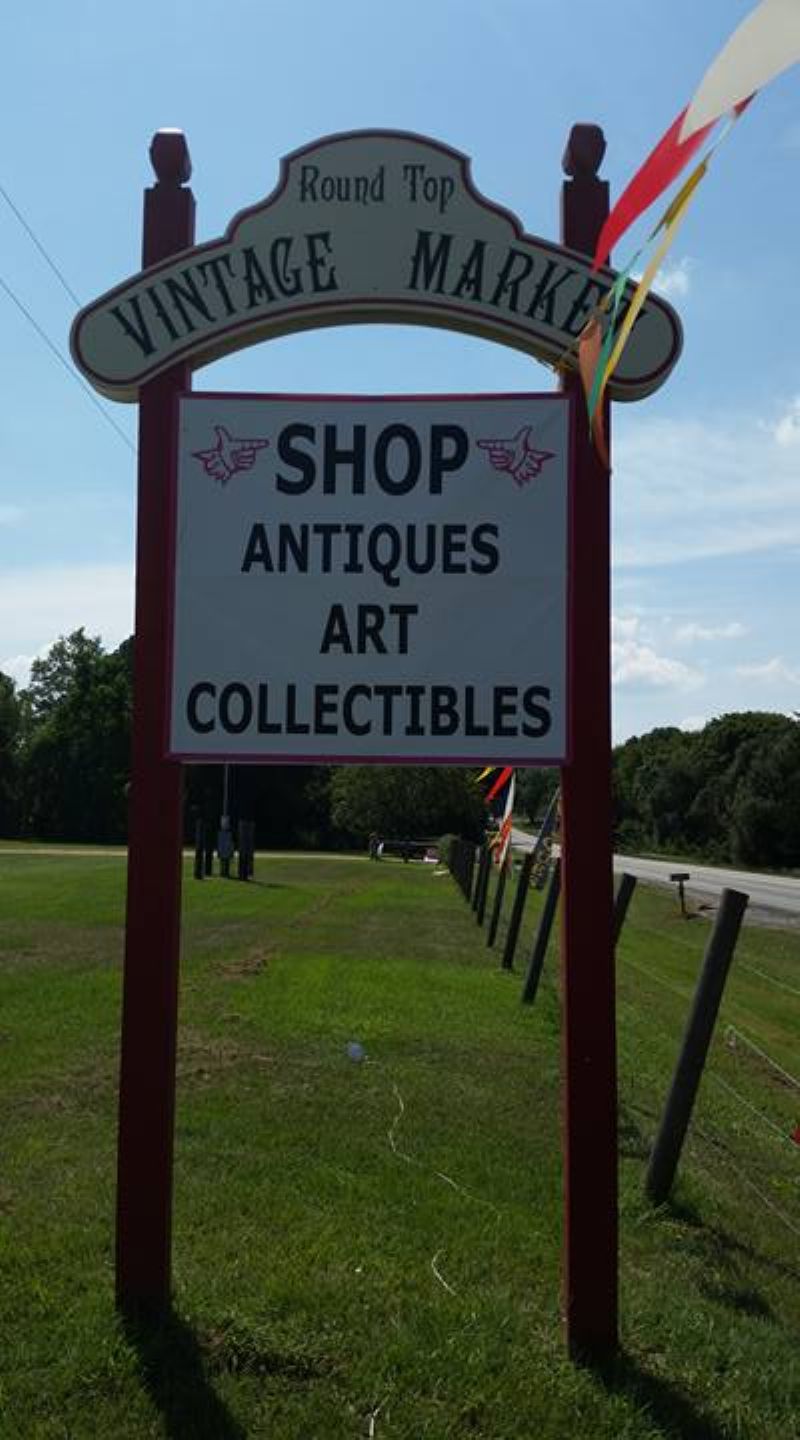 Round Top
VINTAGE MARKET
SHOP
ANTIQUES
ART
COLLECTIBLES